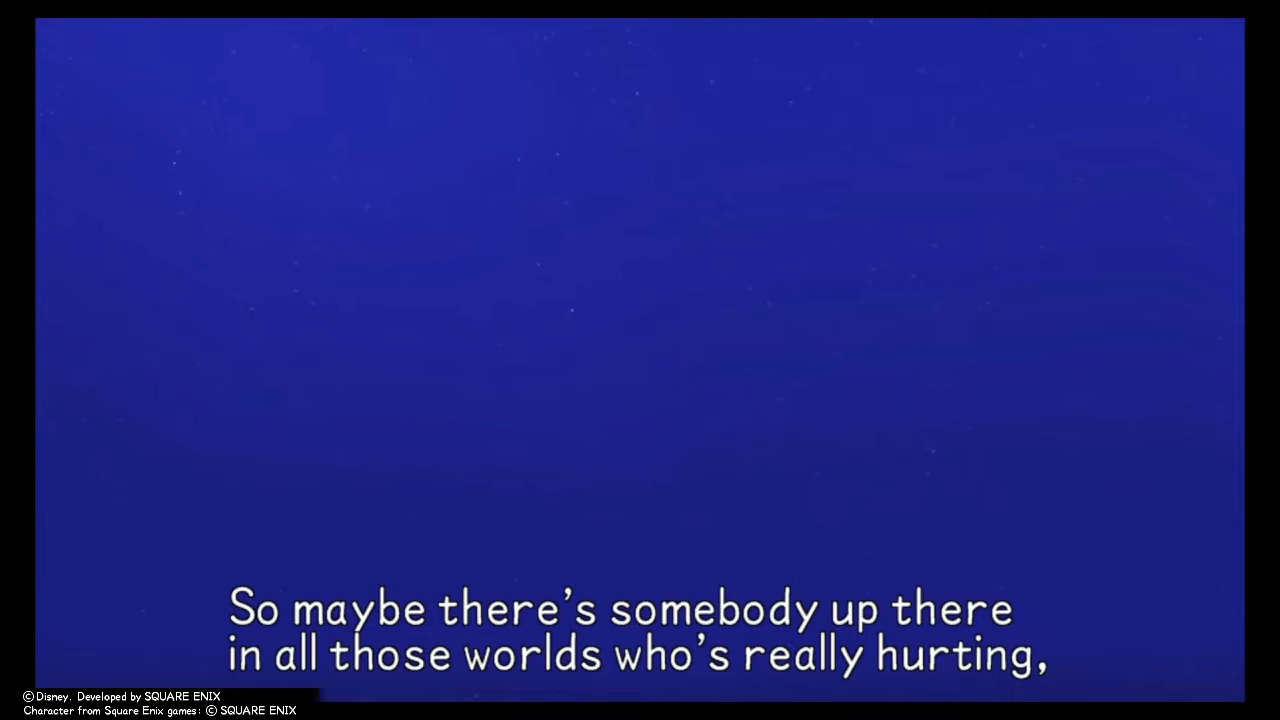 So maybe there's somebody up there
in all those worlds who's really hurting,
© Disney. Developed by SQUARE ENIX
Character from Square Enix games: © SQUARE ENIX